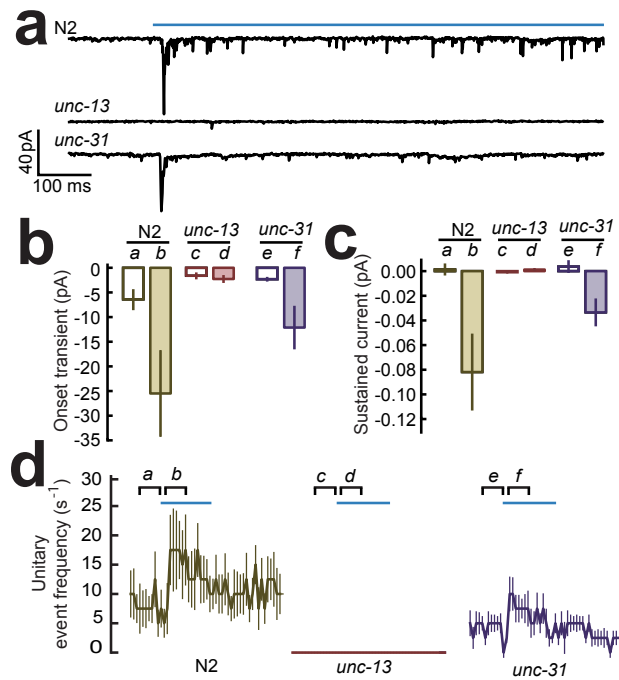 a
N2
unc-13
unc-31
40pA
100 ms
b
N2 unc-13 unc-31
a b c d e f
Onset transient (pA)
0
-5
-10
-15
-20
-25
-30
-35
c
N2 unc-13 unc-31
a b c d e f
Sustained current (pA)
0.00
-0.02
-0.04
-0.06
-0.08
-0.10
-0.12
d
Unitary
event frequency (s⁻¹)
30
25
20
15
10
5
0
a b c d e f
N2 unc-13 unc-31